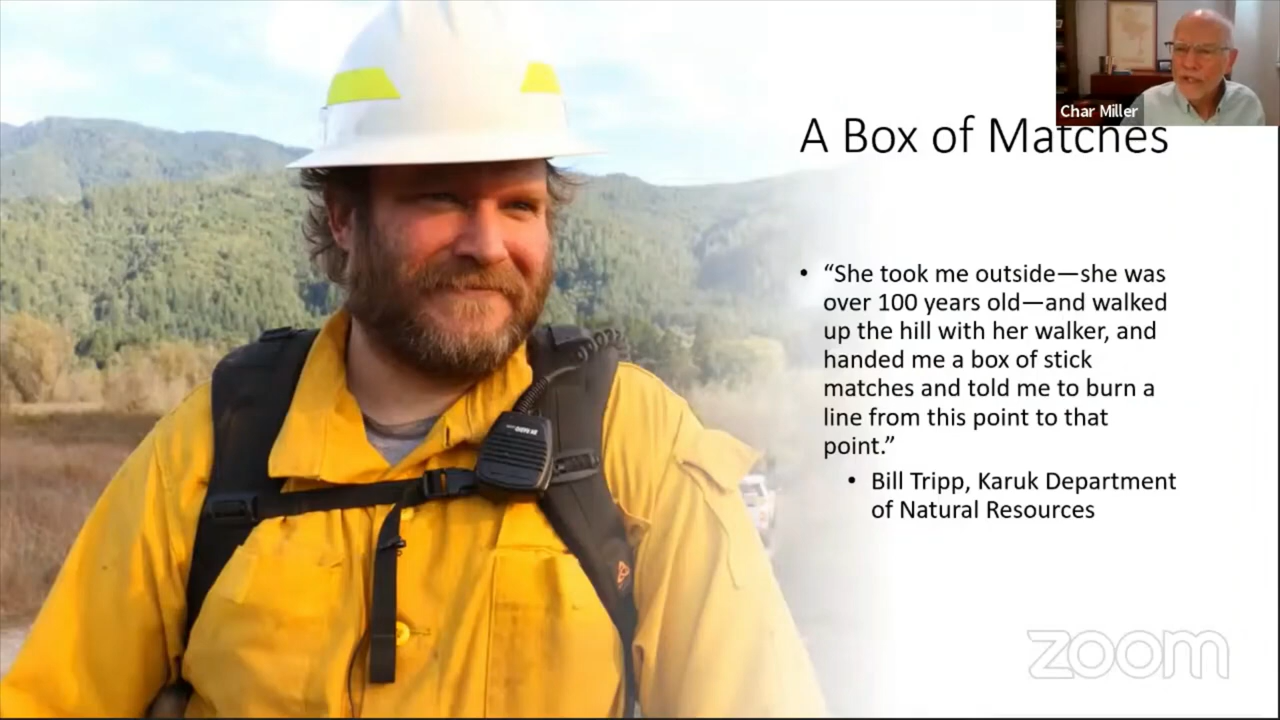 Char Miller
A Box of Matches
• “She took me outside—she was
over 100 years old—and walked
up the hill with her walker, and
handed me a box of stick
matches and told me to burn a
line from this point to that
point.”
• Bill Tripp, Karuk Department
of Natural Resources
zoom